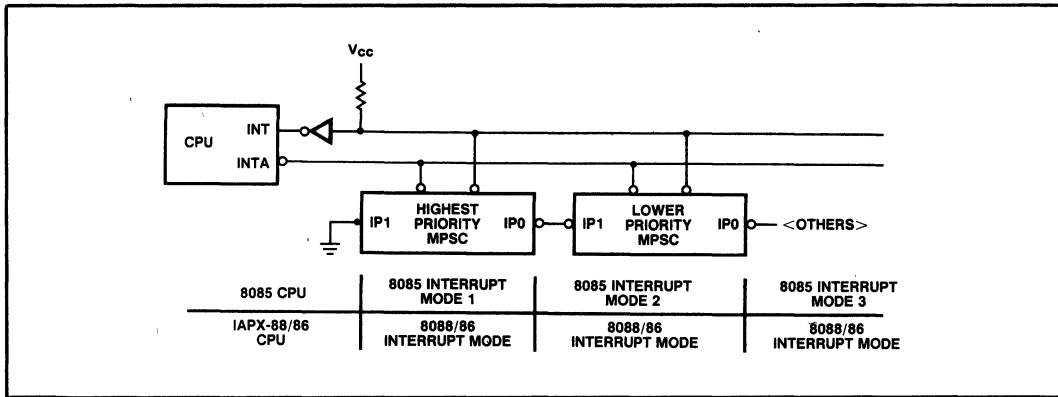 Vcc
CPU
INT
INTA
IP1
HIGHEST
PRIORITY
MPSC
IP0
IP1
LOWER
PRIORITY
MPSC
IP0
<OTHERS>
8085 CPU
8085 INTERRUPT
MODE 1
8085 INTERRUPT
MODE 2
8085 INTERRUPT
MODE 3
IAPX-88/86
CPU
8088/86
INTERRUPT MODE
8088/86
INTERRUPT MODE
8088/86
INTERRUPT MODE